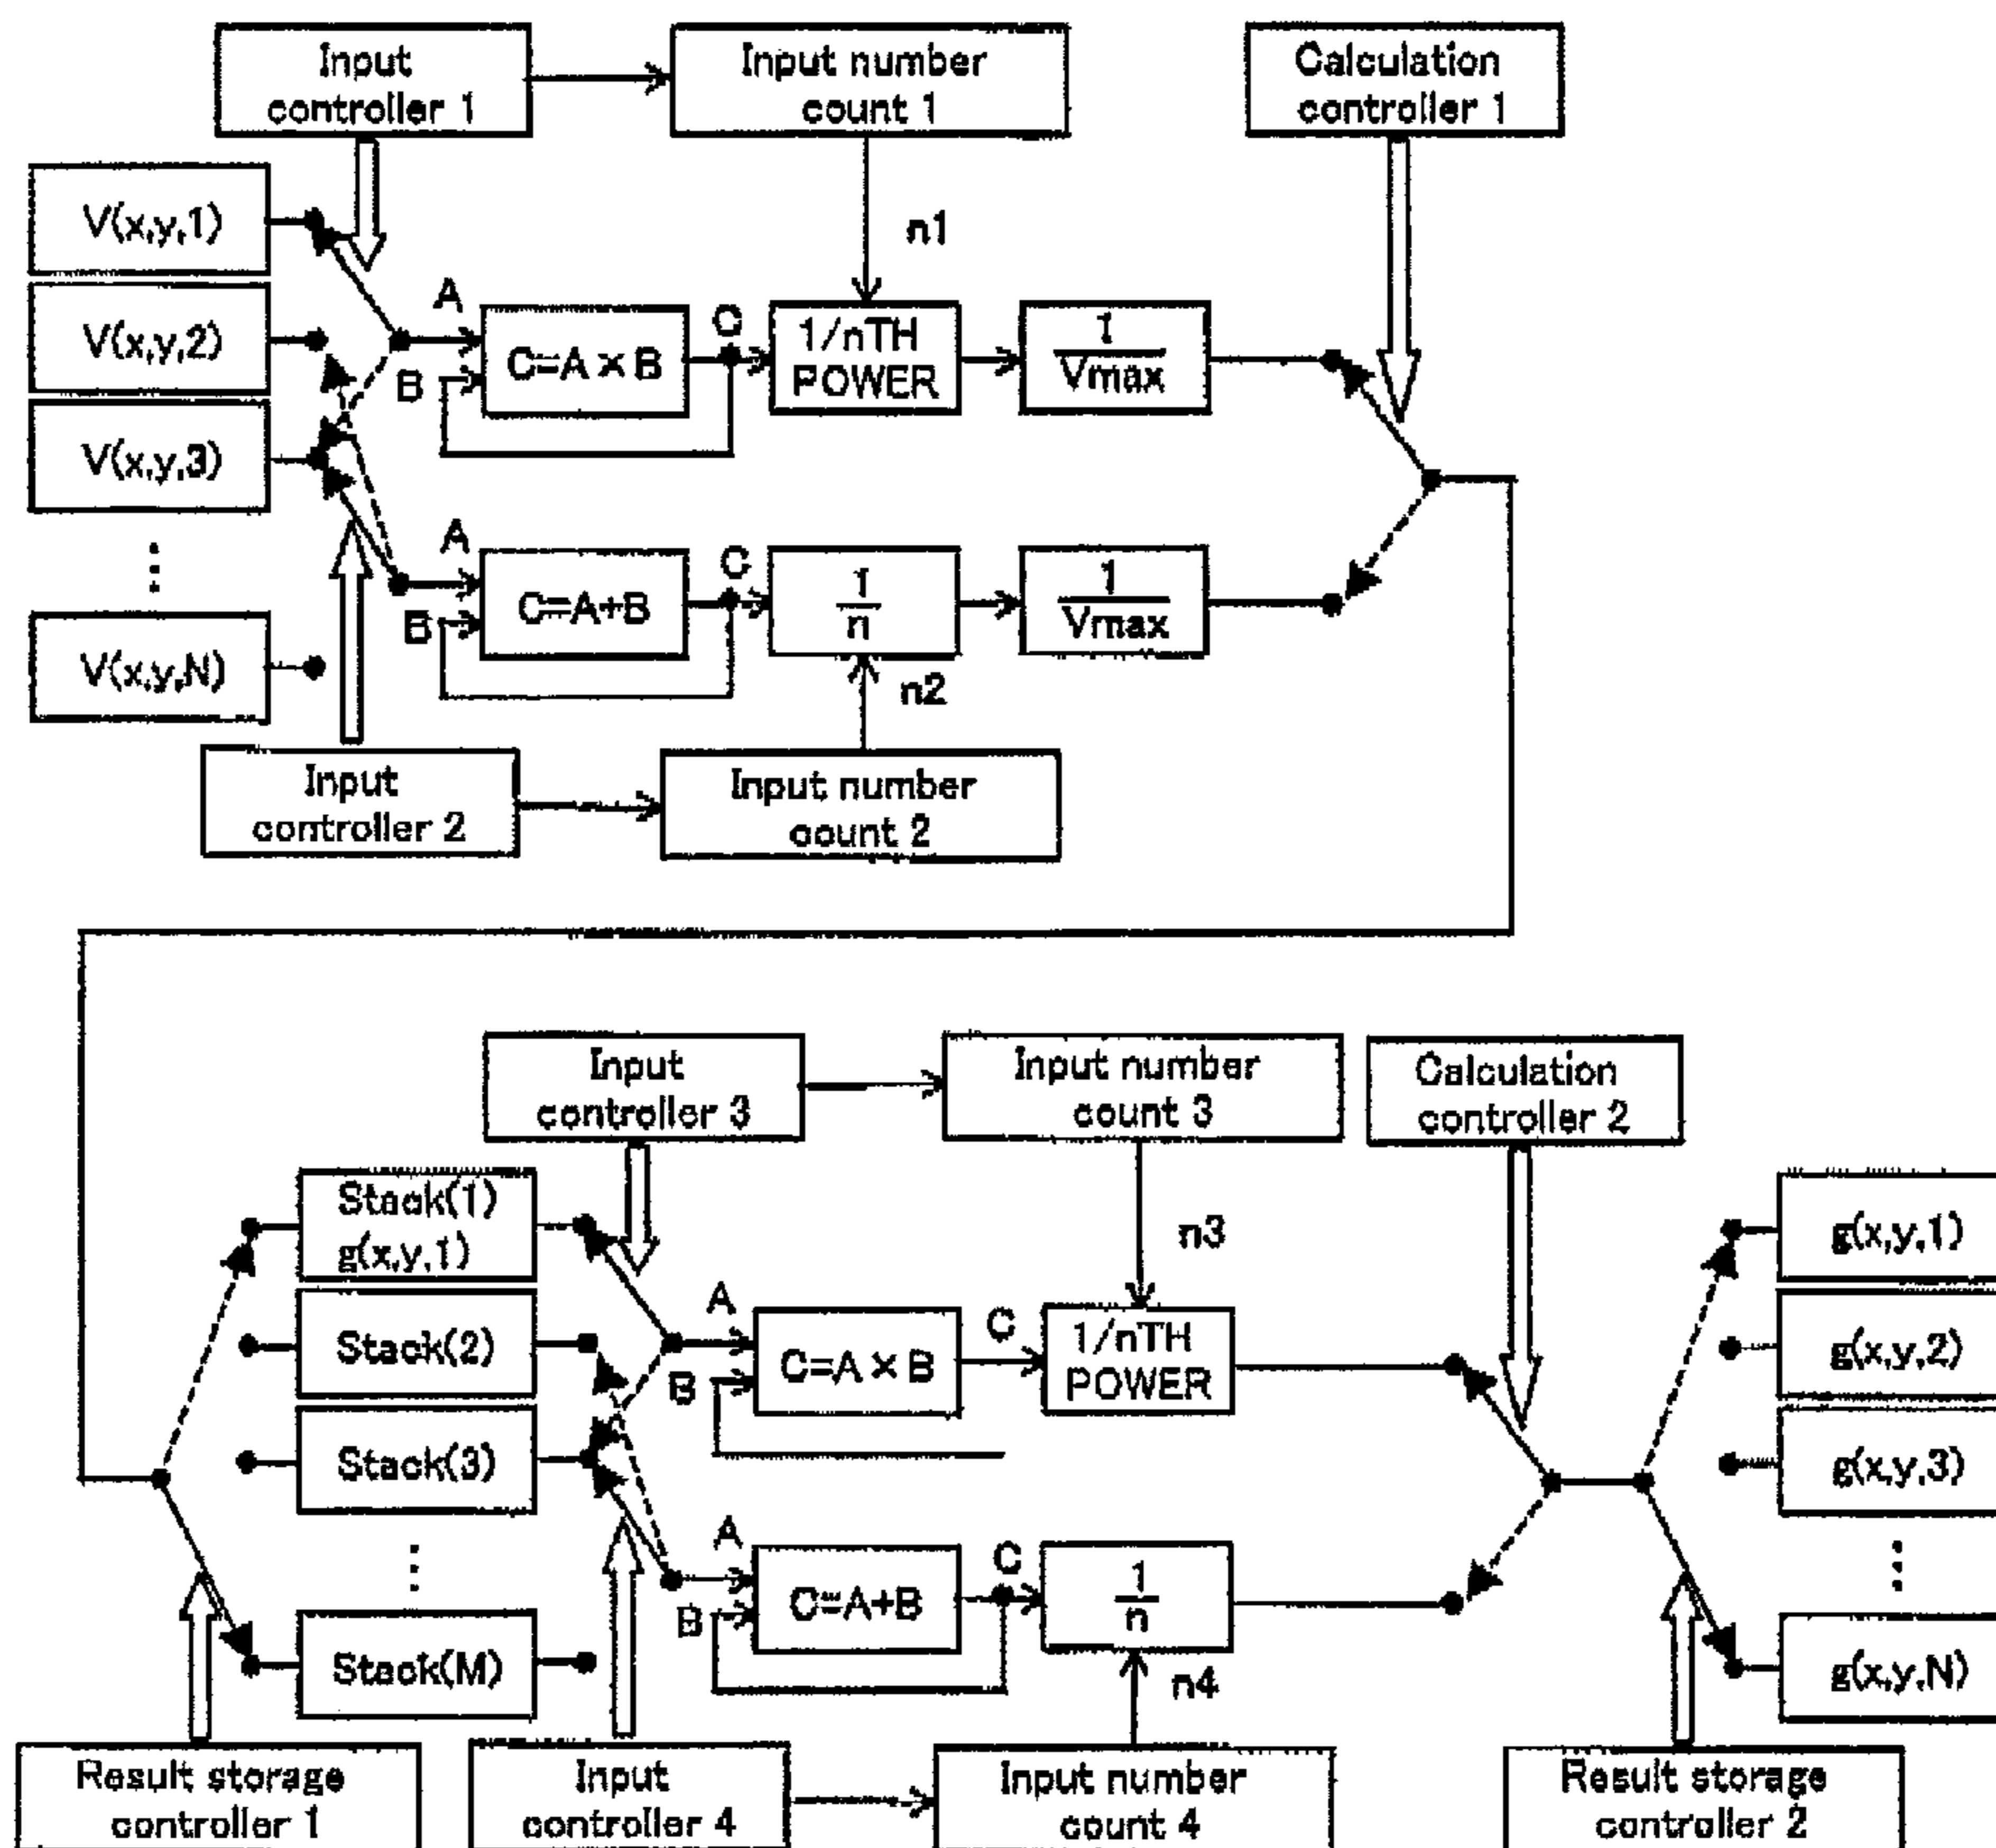 Input
controller 1
Input number
count 1
Calculation
controller 1
V(x,y,1)
V(x,y,2)
V(x,y,3)
⋮
V(x,y,N)
n1
A
B
C=A×B
C
1/nTH
POWER
1
Vmax
A
B
C=A+B
C
1
n
1
Vmax
n2
Input
controller 2
Input number
count 2
Input
controller 3
Input number
count 3
Calculation
controller 2
Stack(1)
g(x,y,1)
Stack(2)
Stack(3)
⋮
Stack(M)
n3
A
B
C=A×B
C
1/nTH
POWER
A
B
C=A+B
C
1
n
n4
g(x,y,1)
g(x,y,2)
g(x,y,3)
⋮
g(x,y,N)
Result storage
controller 1
Input
controller 4
Input number
count 4
Result storage
controller 2